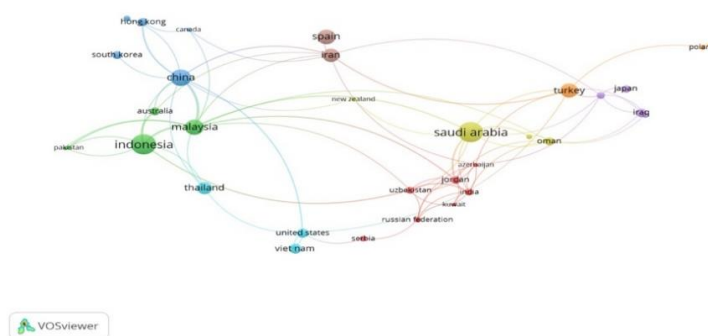 hong kong
canada
spain
iran
polar
south korea
china
turkey
japan
new zealand
iraq
australia
malaysia
saudi arabia
indonesia
oman
pakistan
azerbaijan
jordan
thailand
uzbekistan
india
kuwait
russian federation
united states
serbia
viet nam
VOSviewer